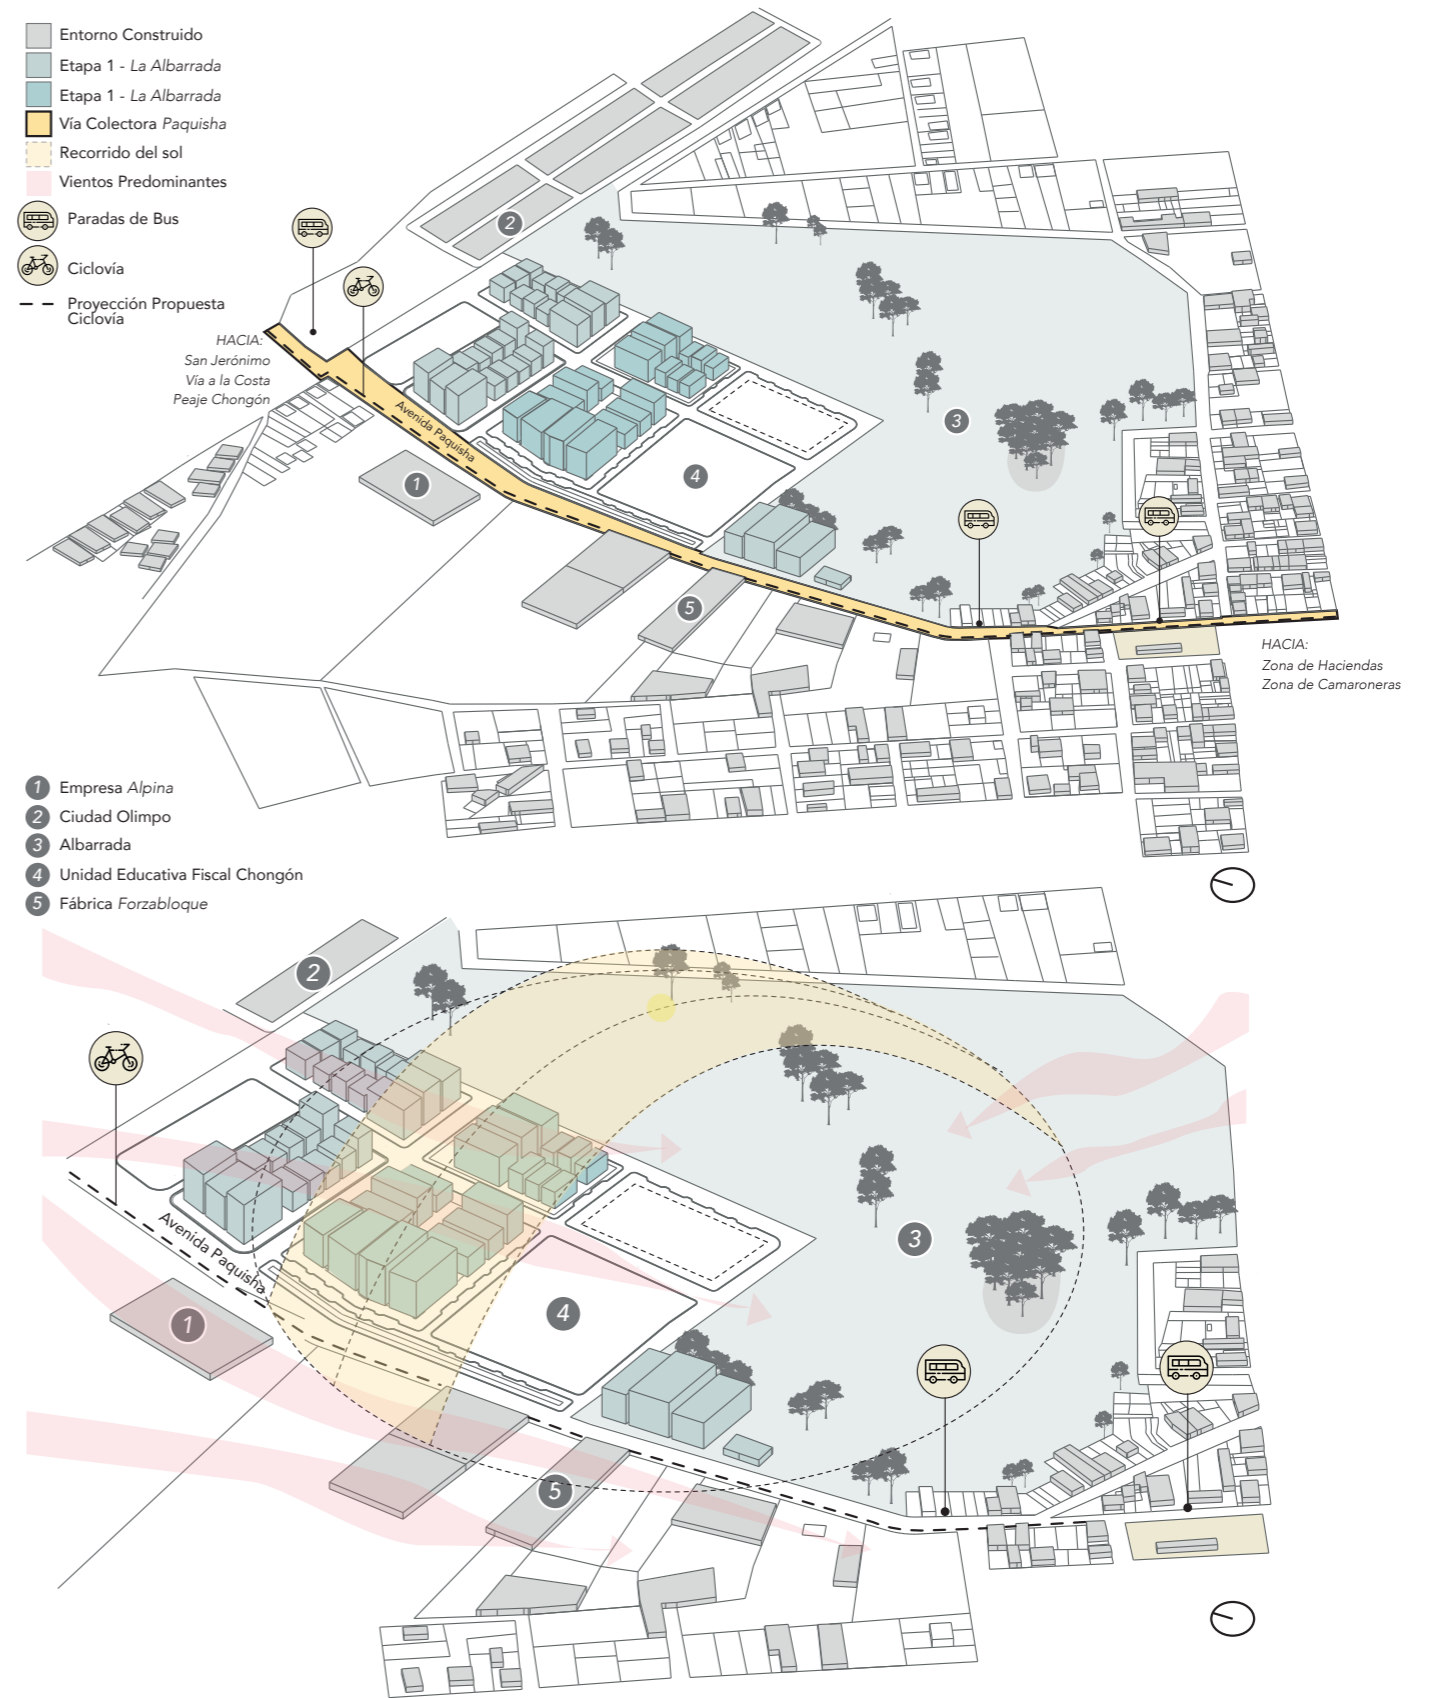 Entorno Construido
Etapa 1 - La Albarrada
Etapa 1 - La Albarrada
Vía Colectora Paquisha
Recorrido del sol
Vientos Predominantes
Paradas de Bus
Ciclovía
Proyección Propuesta
Ciclovía
HACIA:
San Jerónimo
Vía a la Costa
Peaje Chongón
Avenida Paquisha
2
3
1
4
5
HACIA:
Zona de Haciendas
Zona de Camaroneras
1 Empresa Alpina
2 Ciudad Olimpo
3 Albarrada
4 Unidad Educativa Fiscal Chongón
5 Fábrica Forzabloque
2
Avenida Paquisha
3
1
4
5